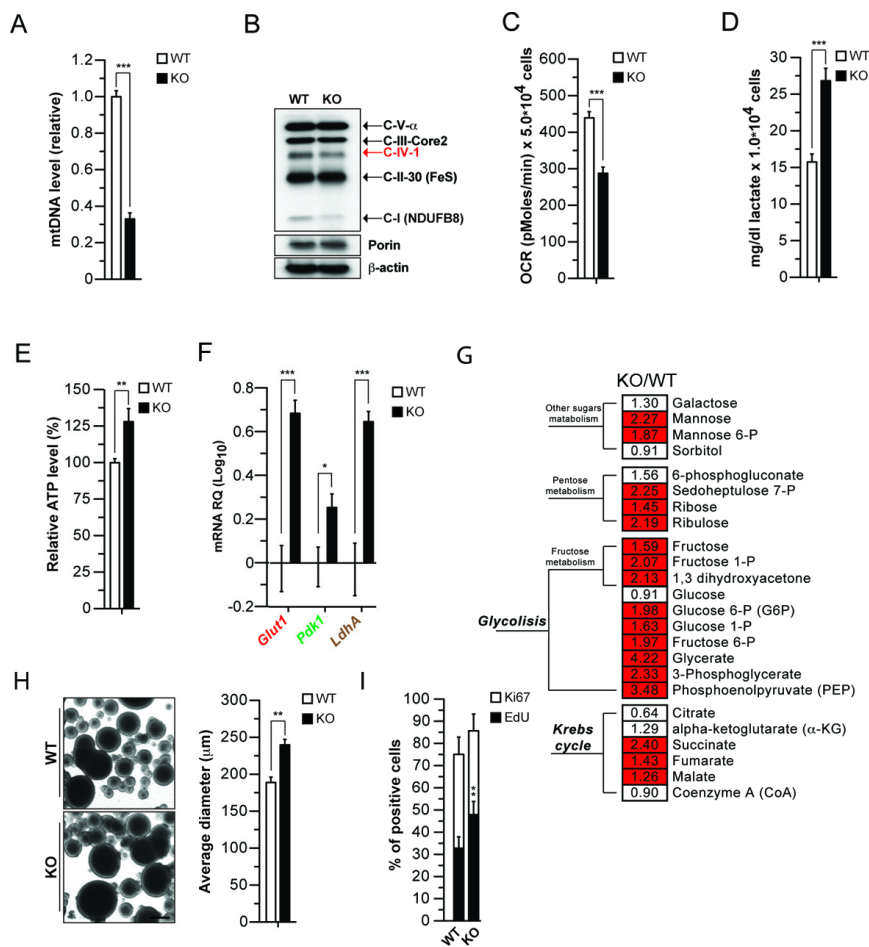 A
WT
KO
***
mtDNA level (relative)
1.2
1.0
0.8
0.6
0.4
0.2
0
B
WT KO
C-V-α
C-III-Core2
C-IV-1
C-II-30 (FeS)
C-I (NDUFB8)
Porin
β-actin
C
WT
KO
***
OCR (pMoles/min) x 5.0*10⁴ cells
600
500
400
300
200
100
0
D
WT
KO
***
mg/dl lactate x 1.0*10⁴ cells
30
25
20
15
10
5
0
E
WT
KO
**
Relative ATP level (%)
150
125
100
75
50
25
0
F
WT
KO
***
*
***
mRNA RQ (Log₁₀)
0.8
0.6
0.4
0.2
0
-0.2
Glut1
Pdk1
LdhA
G
KO/WT
Other sugars
matabolism
1.30 Galactose
2.27 Mannose
1.87 Mannose 6-P
0.91 Sorbitol
Pentose
metabolism
1.56 6-phosphogluconate
2.25 Sedoheptulose 7-P
1.45 Ribose
2.19 Ribulose
Fructose
metabolism
Glycolisis
1.59 Fructose
2.07 Fructose 1-P
2.13 1,3 dihydroxyacetone
0.91 Glucose
1.98 Glucose 6-P (G6P)
1.63 Glucose 1-P
1.97 Fructose 6-P
4.22 Glycerate
2.33 3-Phosphglycerate
3.48 Phosphoenolpyruvate (PEP)
Krebs
cycle
0.64 Citrate
1.29 alpha-ketoglutarate (α-KG)
2.40 Succinate
1.43 Fumarate
1.26 Malate
0.90 Coenzyme A (CoA)
H
WT
KO
WT
KO
**
Average diameter (µm)
300
250
200
150
100
50
0
I
Ki67
EdU
**
% of positive cells
100
90
80
70
60
50
40
30
20
10
0
WT
KO